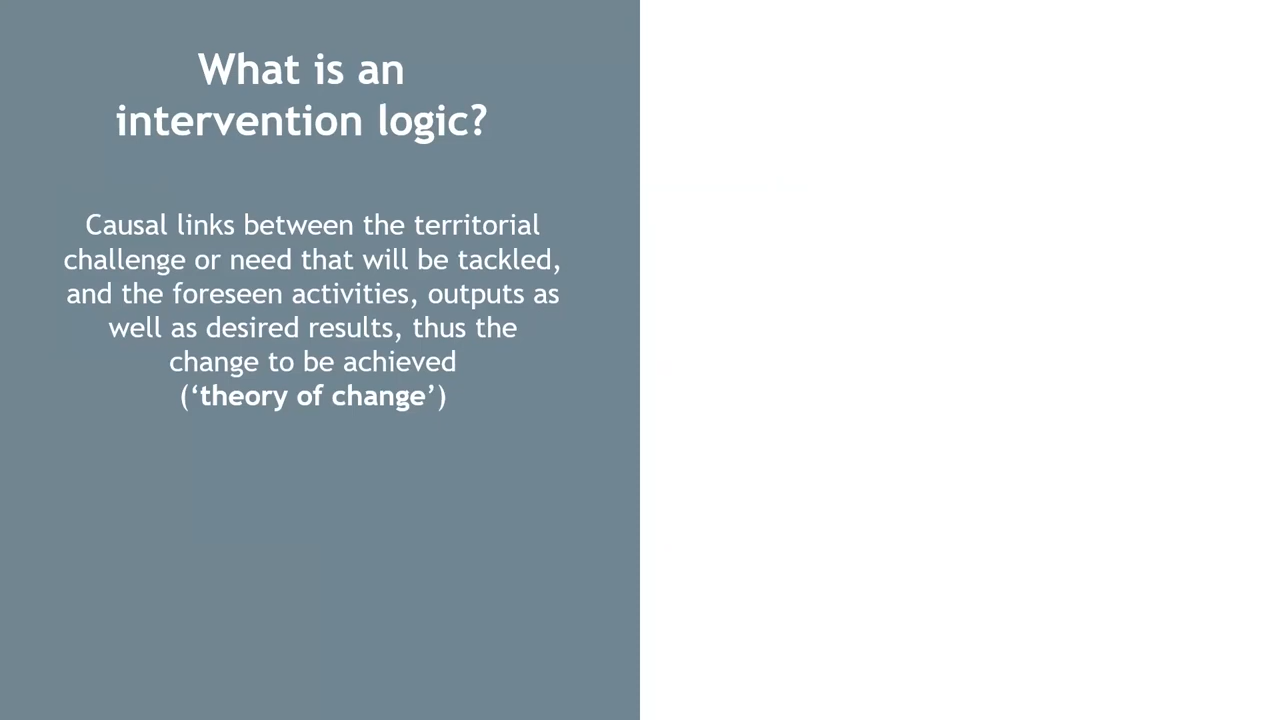 What is an
intervention logic?
Causal links between the territorial
challenge or need that will be tackled,
and the foreseen activities, outputs as
well as desired results, thus the
change to be achieved
(‘theory of change’)